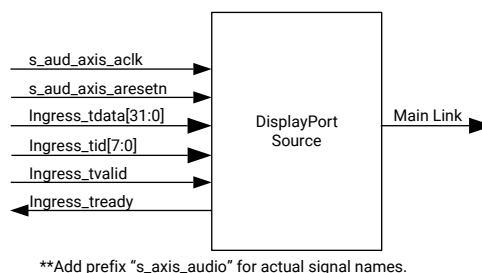 s_aud_axis_aclk
s_aud_axis_aresetn
Ingress_tdata[31:0]
Ingress_tid[7:0]
Ingress_tvalid
Ingress_tready
DisplayPort
Source
Main Link
**Add prefix “s_axis_audio” for actual signal names.